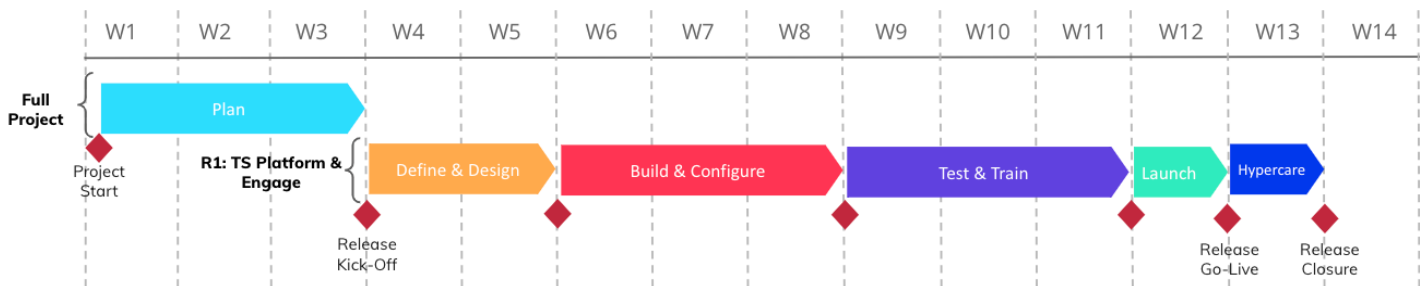 W1 W2 W3 W4 W5 W6 W7 W8 W9 W10 W11 W12 W13 W14
Full
Project
Plan
Project
Start
R1: TS Platform &
Engage
Define & Design
Build & Configure
Test & Train
Launch
Hypercare
Release
Kick-Off
Release
Go-Live
Release
Closure